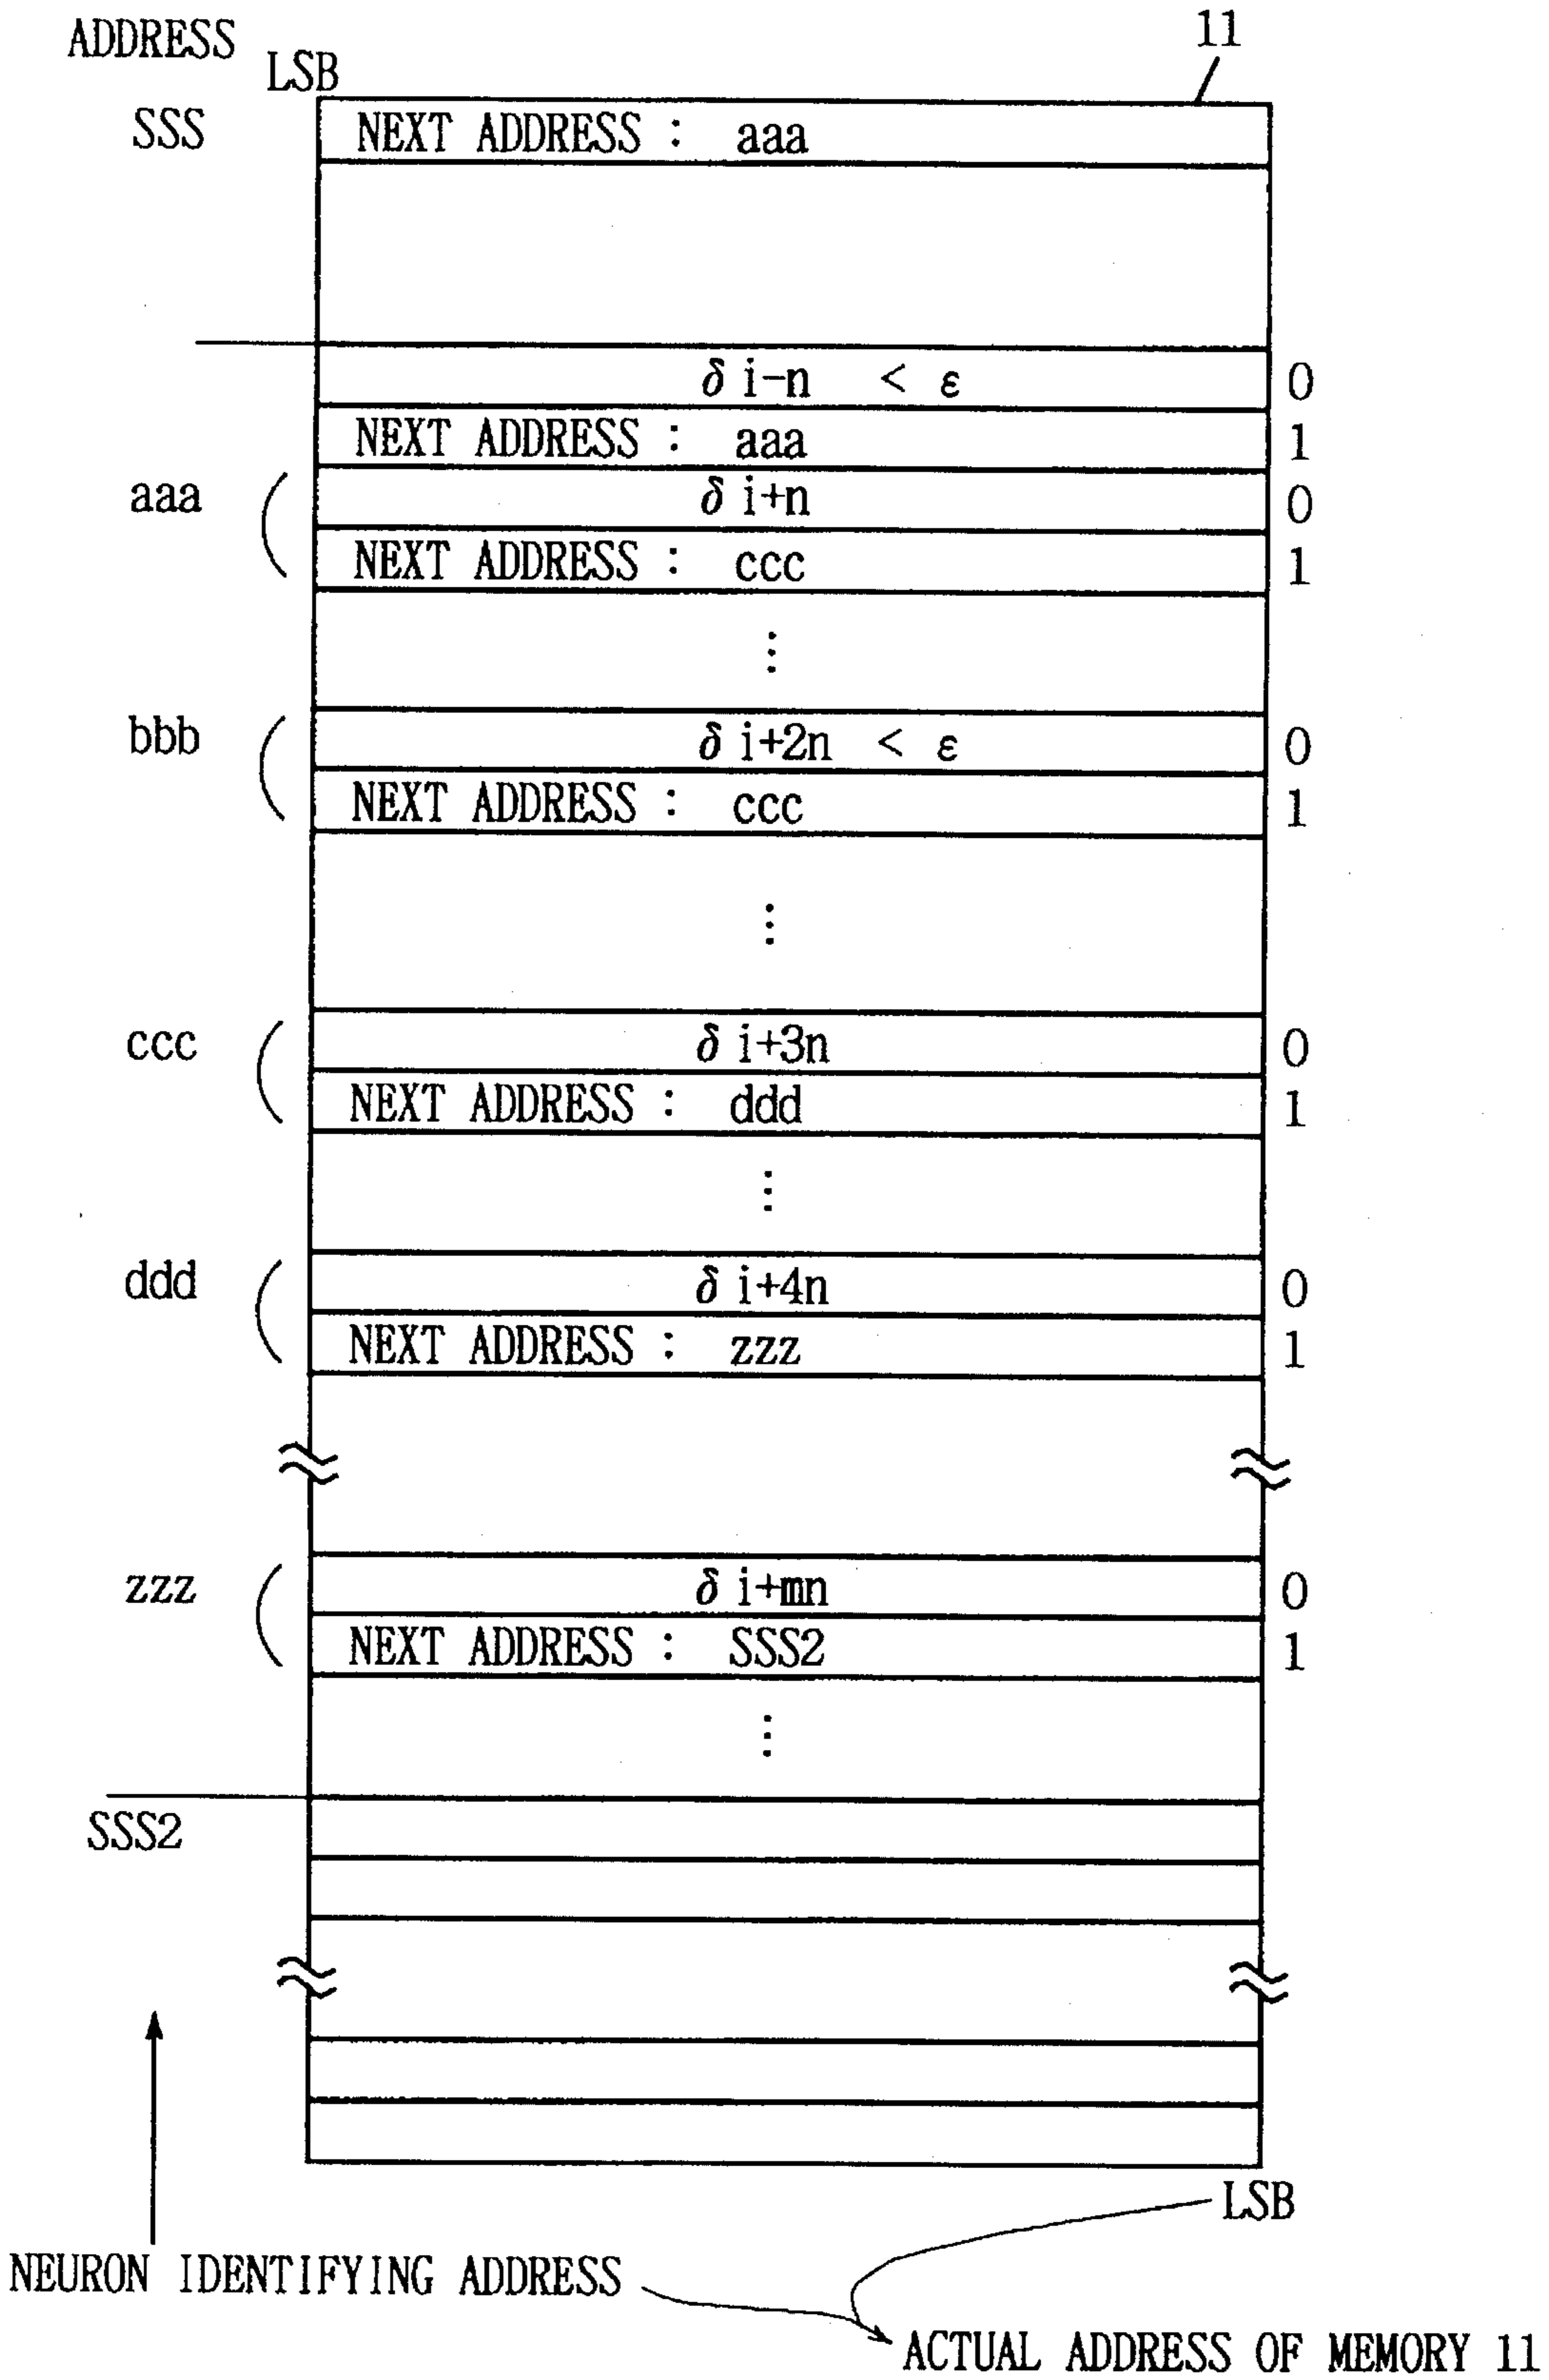 ADDRESS
LSB
11
SSS
NEXT ADDRESS : aaa
δ i−n < ε 0
NEXT ADDRESS : aaa 1
aaa
δ i+n 0
NEXT ADDRESS : ccc 1
⋮
bbb
δ i+2n < ε 0
NEXT ADDRESS : ccc 1
⋮
ccc
δ i+3n 0
NEXT ADDRESS : ddd 1
⋮
ddd
δ i+4n 0
NEXT ADDRESS : zzz 1
zzz
δ i+mn 0
NEXT ADDRESS : SSS2 1
⋮
SSS2
LSB
NEURON IDENTIFYING ADDRESS
ACTUAL ADDRESS OF MEMORY 11